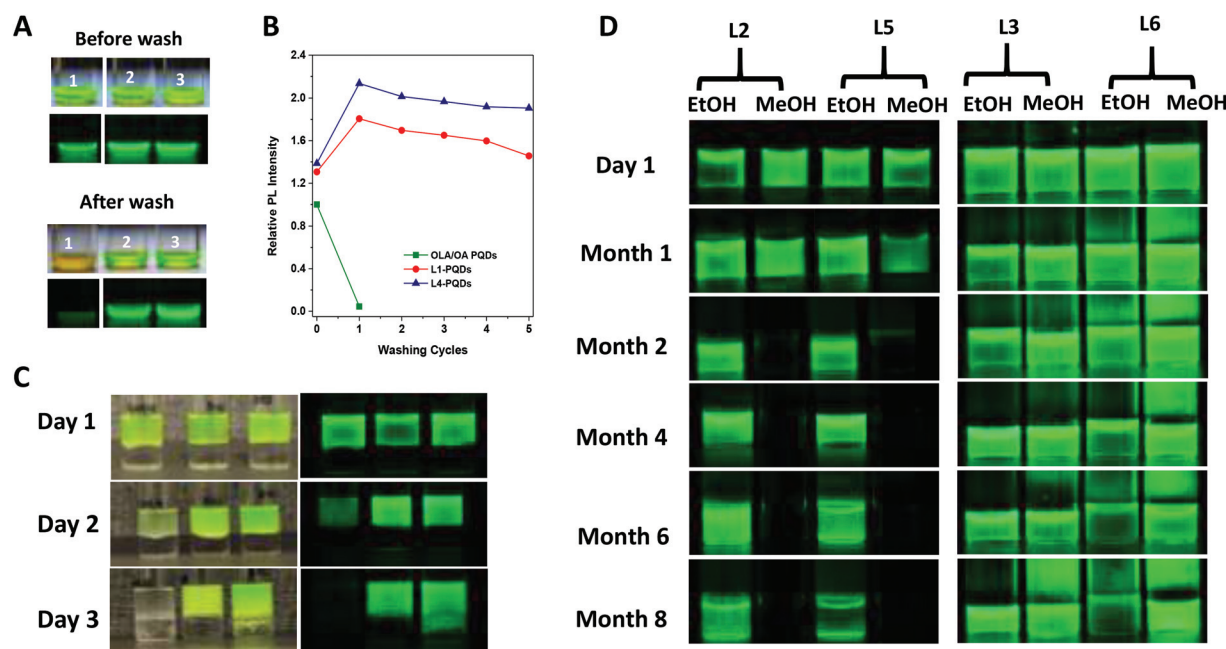 A
Before wash
1 2 3
After wash
1 2 3
B
Relative PL Intensity
2.4
2.0
1.6
1.2
0.8
0.4
0.0
OLA/OA PQDs
L1-PQDs
L4-PQDs
0 1 2 3 4 5
Washing Cycles
C
Day 1
Day 2
Day 3
D
L2 L5 L3 L6
EtOH MeOH EtOH MeOH EtOH MeOH EtOH MeOH
Day 1
Month 1
Month 2
Month 4
Month 6
Month 8